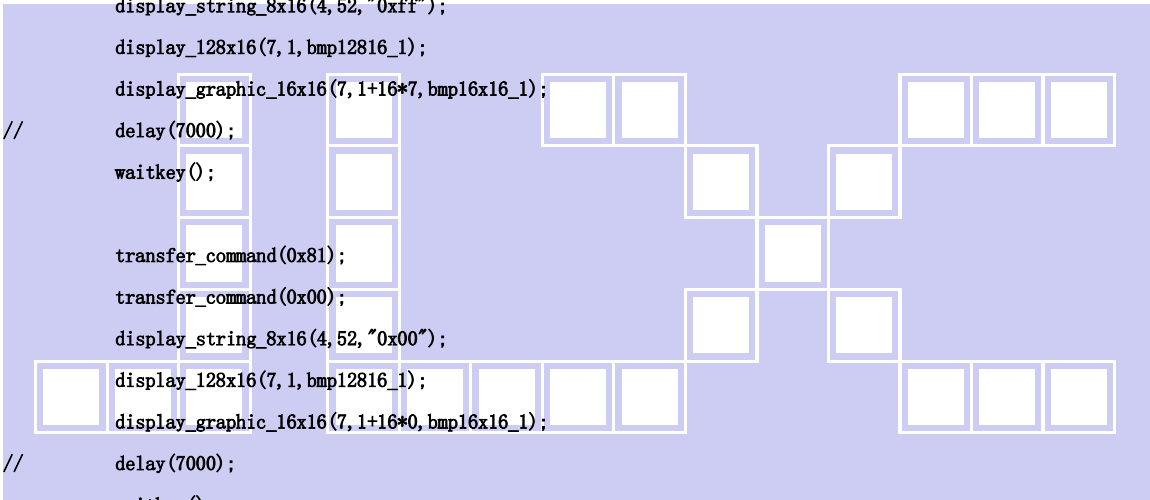 display_string_8x16(4,52,"0xff");
display_128x16(7,1,bmp12816_1);
display_graphic_16x16(7,1+16*7,bmp16x16_1);
// delay(7000);
waitkey();
transfer_command(0x81);
transfer_command(0x00);
display_string_8x16(4,52,"0x00");
display_128x16(7,1,bmp12816_1);
display_graphic_16x16(7,1+16*0,bmp16x16_1);
// delay(7000);